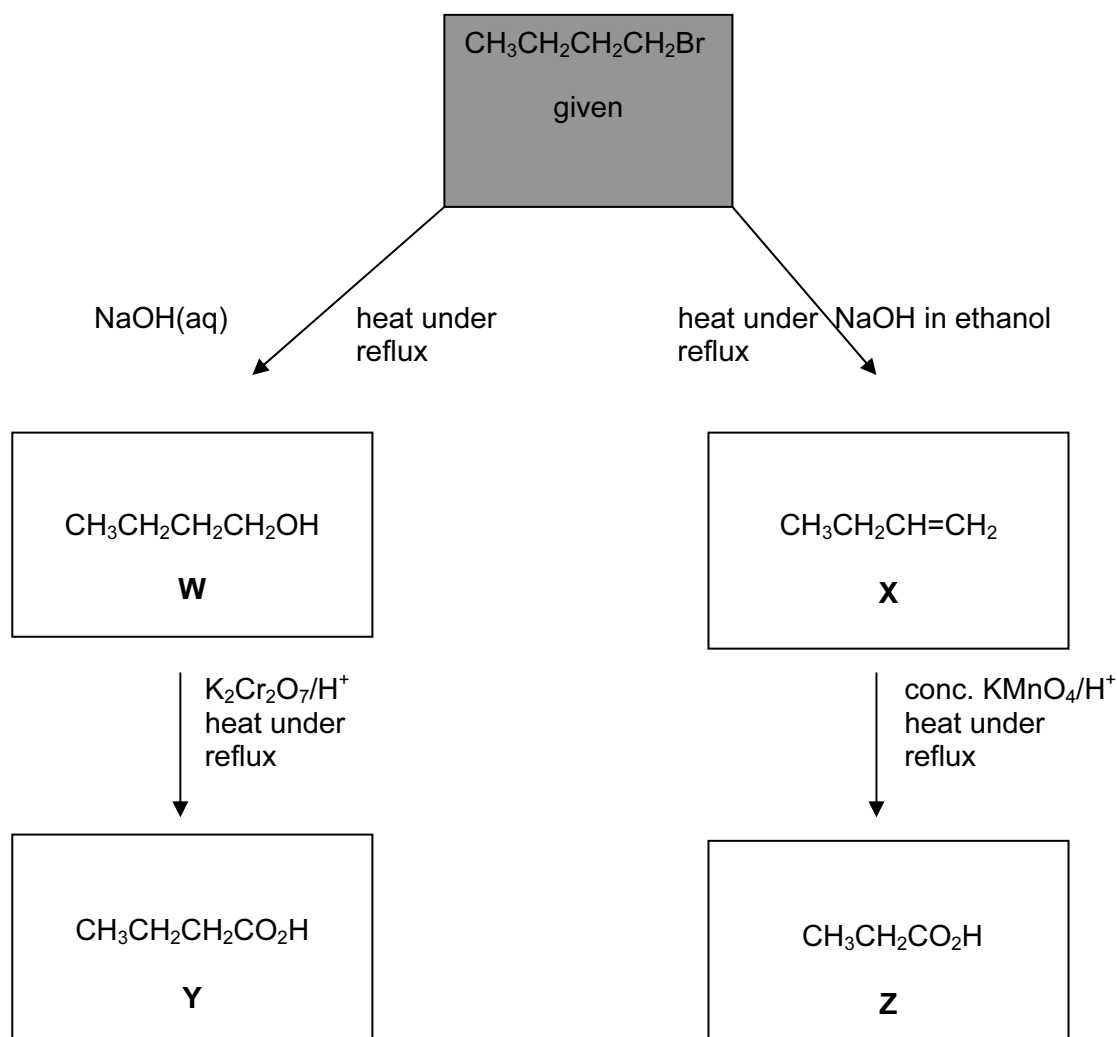 CH₃CH₂CH₂CH₂Br
given
NaOH(aq)
heat under
reflux
heat under
reflux
NaOH in ethanol
CH₃CH₂CH₂CH₂OH
W
CH₃CH₂CH=CH₂
X
K₂Cr₂O₇/H⁺
heat under
reflux
conc. KMnO₄/H⁺
heat under
reflux
CH₃CH₂CH₂CO₂H
Y
CH₃CH₂CO₂H
Z